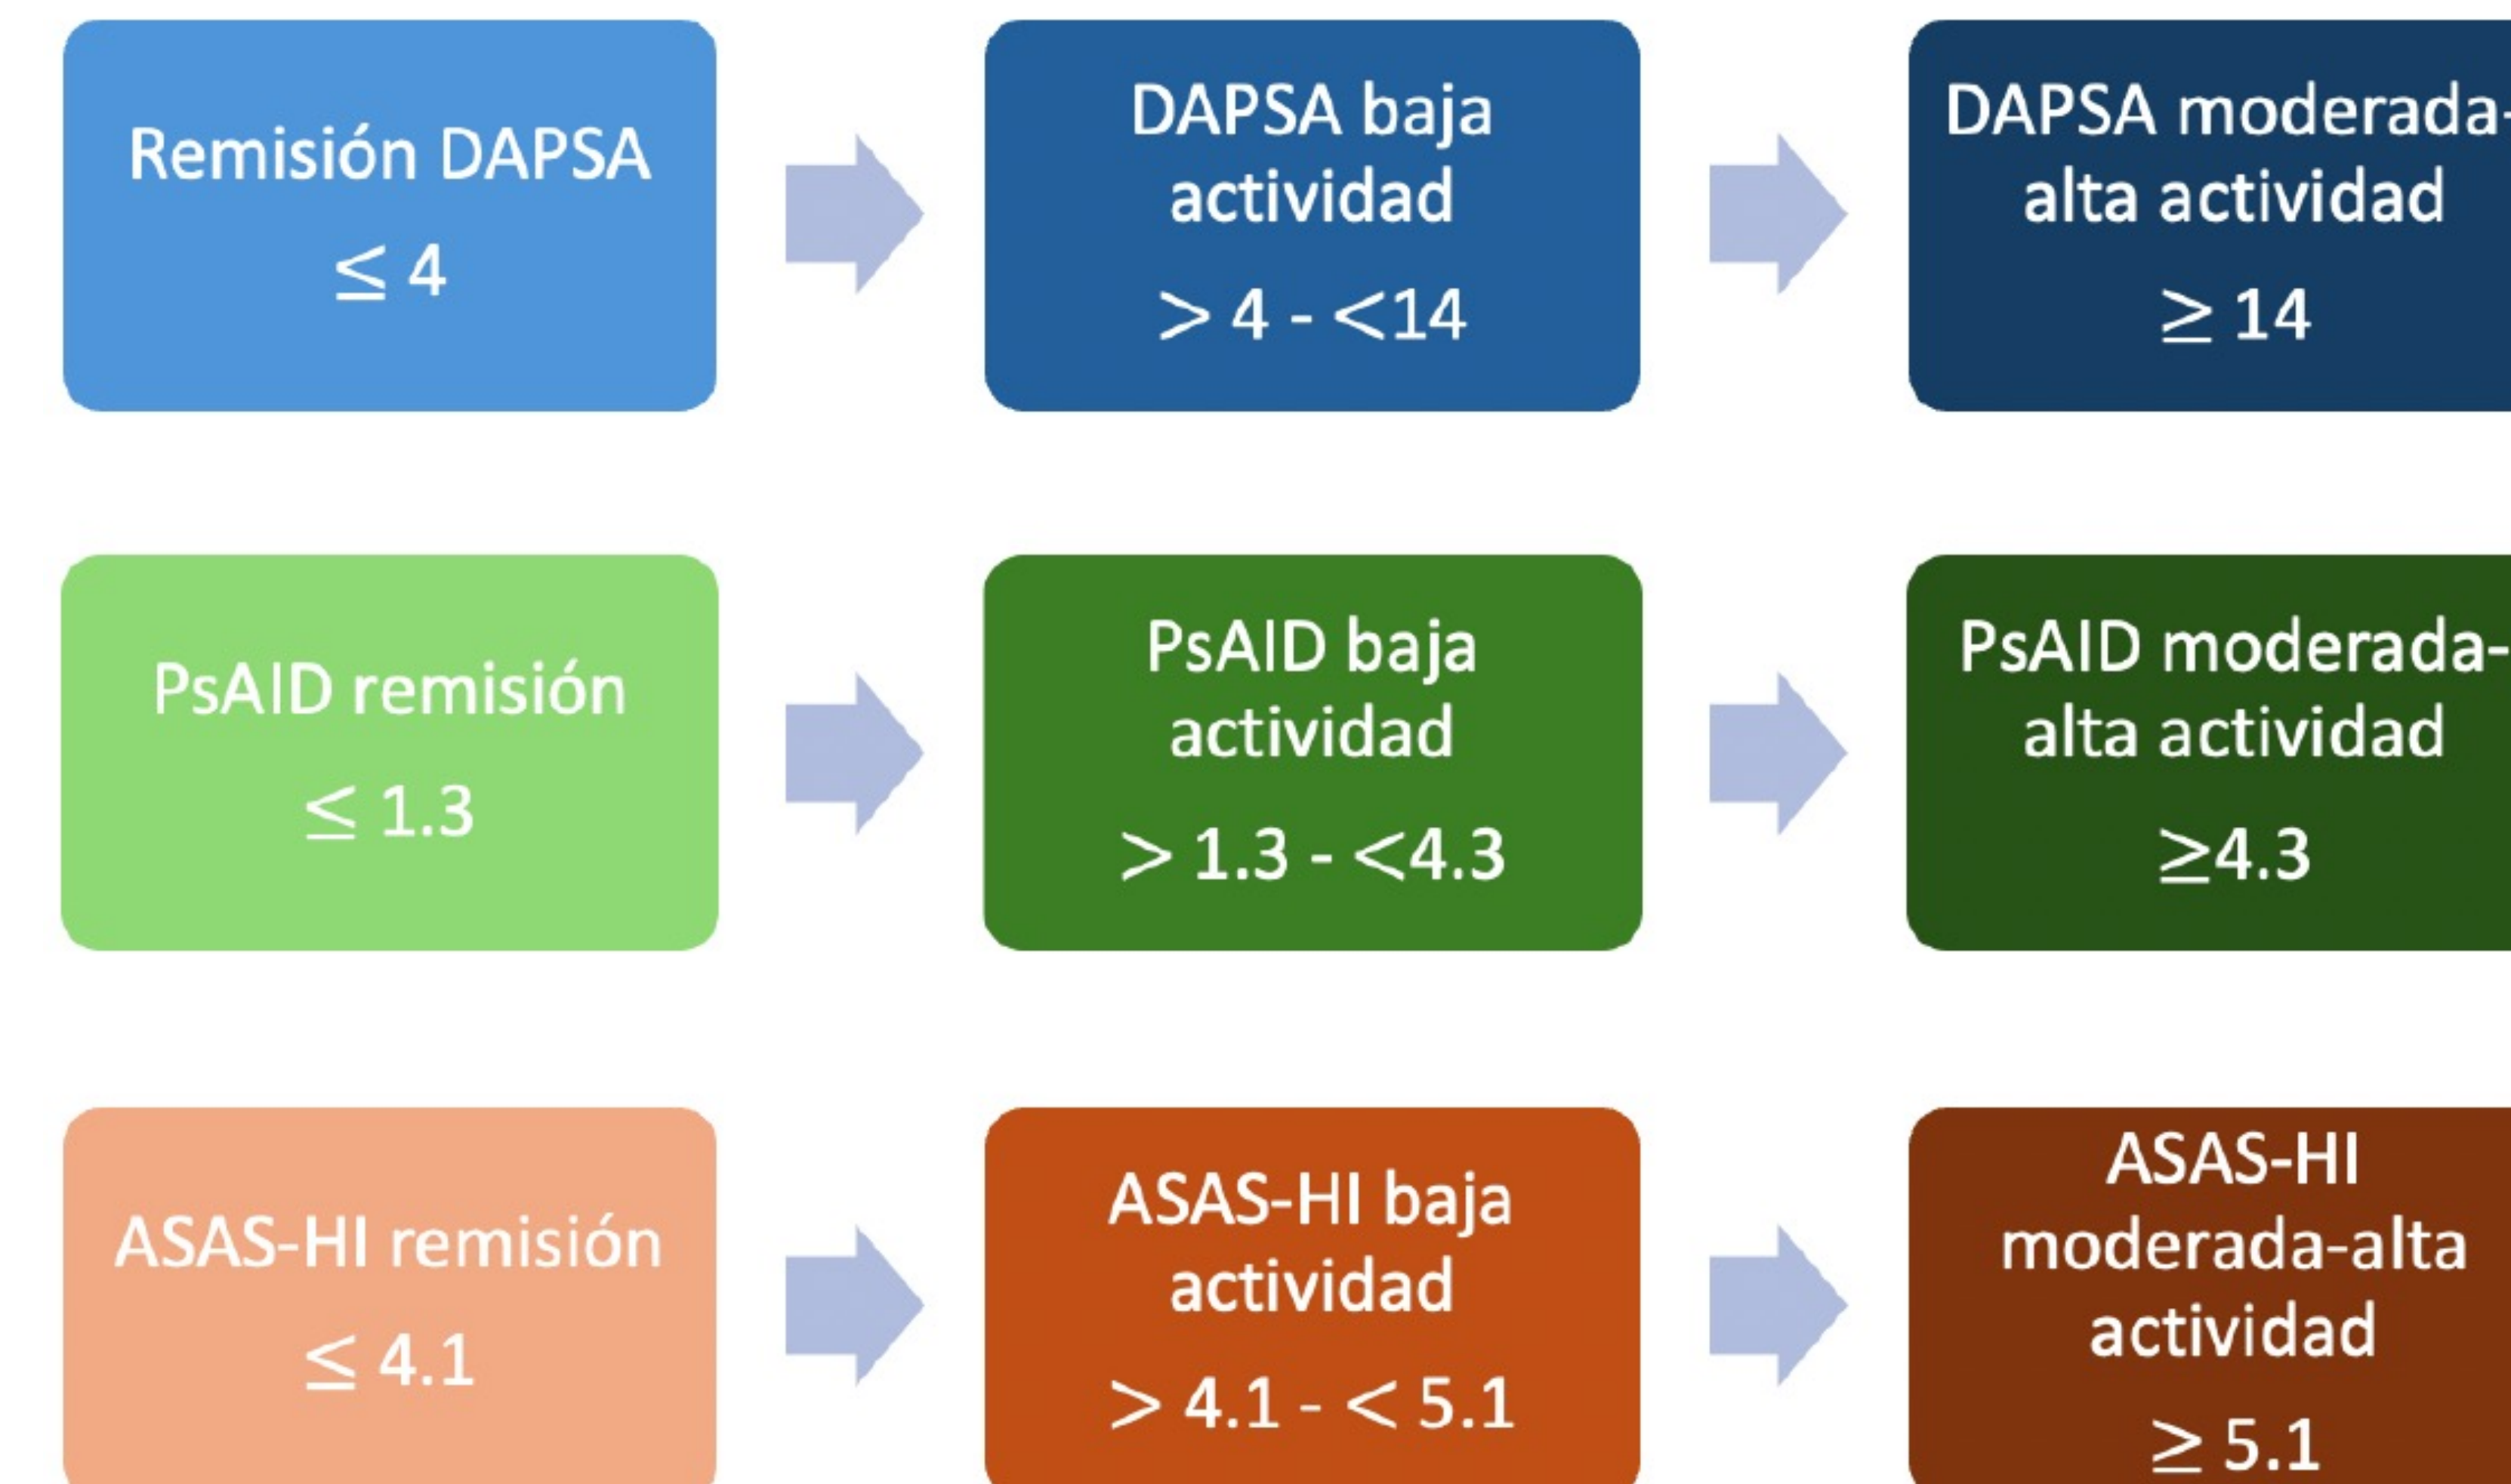 Remisión DAPSA
≤ 4
DAPSA baja
actividad
> 4 - <14
DAPSA moderada-
alta actividad
≥ 14
PsAID remisión
≤ 1.3
PsAID baja
actividad
> 1.3 - <4.3
PsAID moderada-
alta actividad
≥4.3
ASAS-HI remisión
≤ 4.1
ASAS-HI baja
actividad
> 4.1 - < 5.1
ASAS-HI
moderada-alta
actividad
≥ 5.1